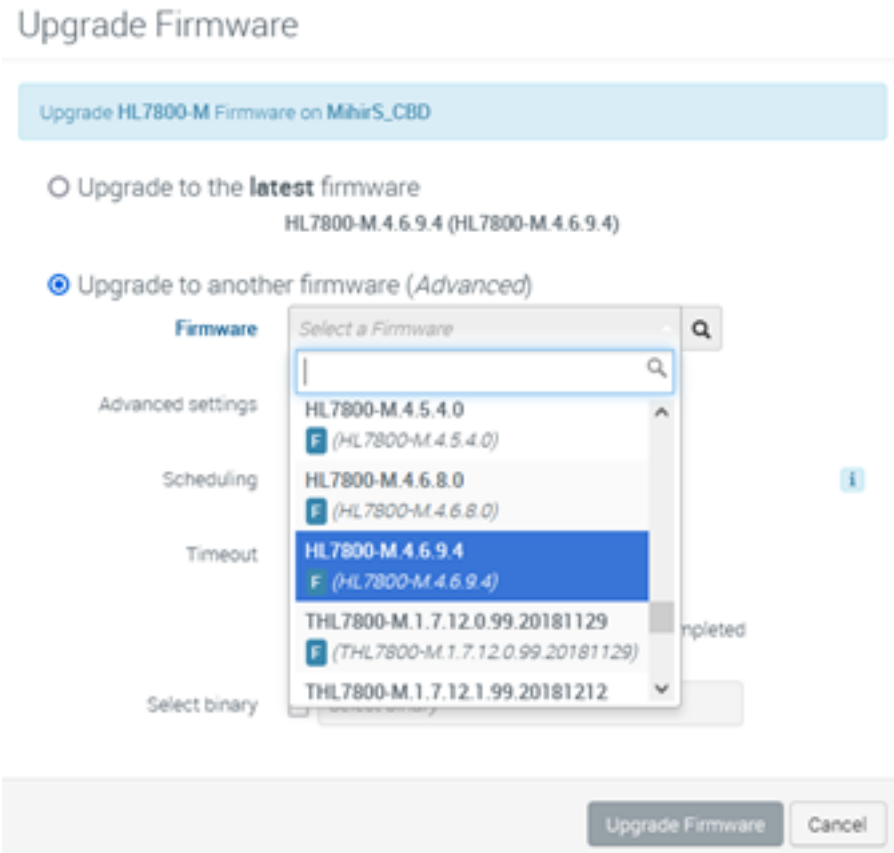 Upgrade Firmware
Upgrade HL7800-M Firmware on MihirS_CBD
Upgrade to the latest firmware
HL7800-M.4.6.9.4 (HL7800-M.4.6.9.4)
Upgrade to another firmware (Advanced)
Firmware
Select a Firmware
Advanced settings
HL7800-M.4.5.4.0
F (HL7800-M.4.5.4.0)
Scheduling
HL7800-M.4.6.8.0
F (HL7800-M.4.6.8.0)
i
Timeout
HL7800-M.4.6.9.4
F (HL7800-M.4.6.9.4)
THL7800-M.1.7.12.0.99.20181129
F (THL7800-M.1.7.12.0.99.20181129)
mpleted
THL7800-M.1.7.12.1.99.20181212
Select binary
Select binary
Upgrade Firmware
Cancel